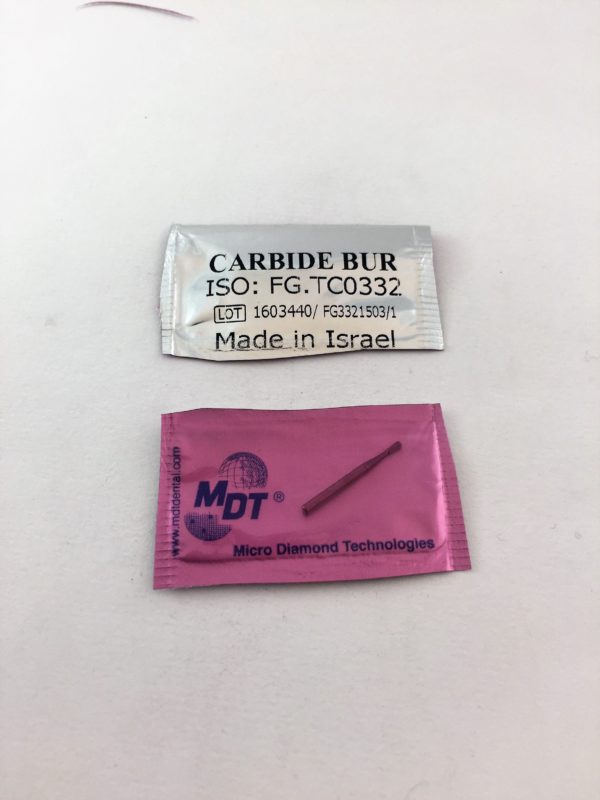 CARBIDE BUR
ISO: FG.TC0332
LOT 1603440/ FG3321503/1
Made in Israel
www.mdtdental.com
MDT®
Micro Diamond Technologies